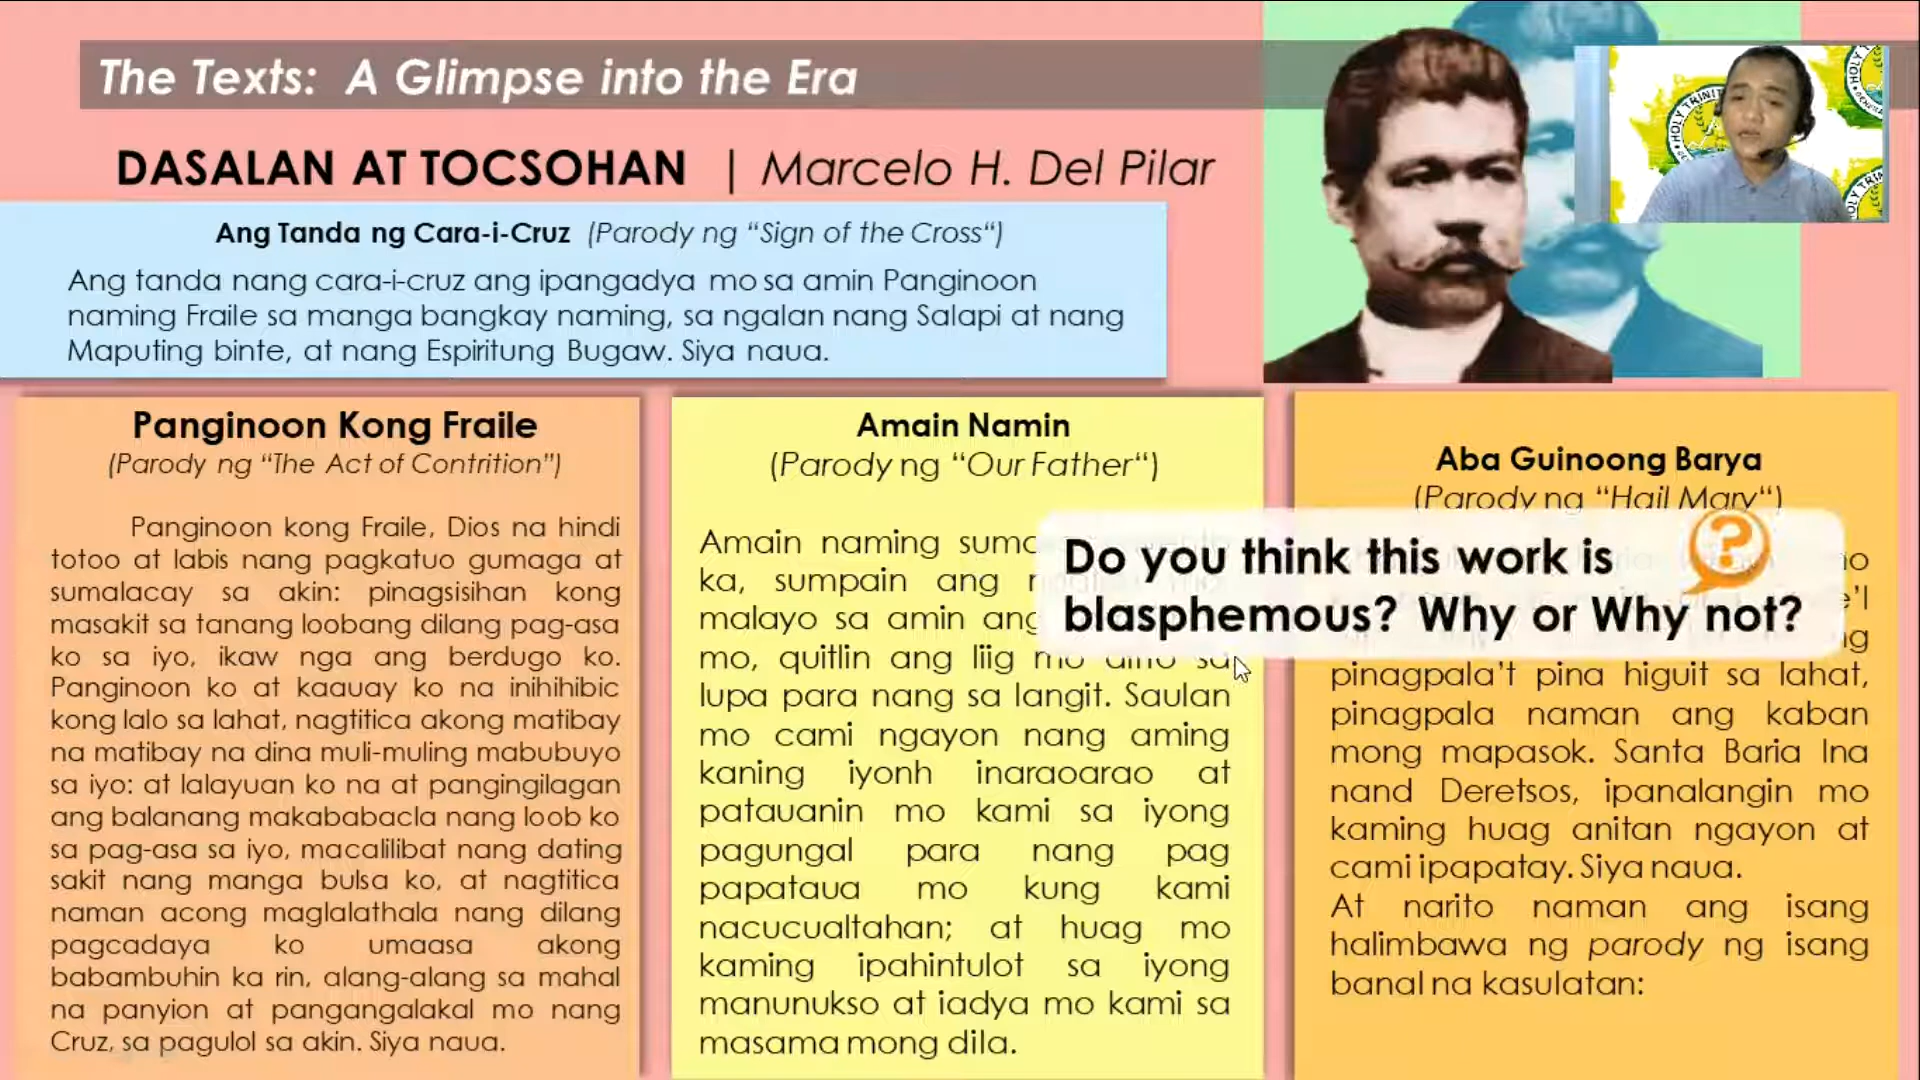 The Texts: A Glimpse into the Era
DASALAN AT TOCSOHAN | Marcelo H. Del Pilar
Ang Tanda ng Cara-i-Cruz (Parody ng “Sign of the Cross“)
Ang tanda nang cara-i-cruz ang ipangadya mo sa amin Panginoon
naming Fraile sa manga bangkay naming, sa ngalan nang Salapi at nang
Maputing binte, at nang Espiritung Bugaw. Siya naua.
Panginoon Kong Fraile
(Parody ng “The Act of Contrition”)
Panginoon kong Fraile, Dios na hindi
totoo at labis nang pagkatuo gumaga at
sumalacay sa akin: pinagsisihan kong
masakit sa tanang loobang dilang pag-asa
ko sa iyo, ikaw nga ang berdugo ko.
Panginoon ko at kaauay ko na inihihibic
kong lalo sa lahat, nagtitica akong matibay
na matibay na dina muli-muling mabubuyo
sa iyo: at lalayuan ko na at pangingilagan
ang balanang makababacla nang loob ko
sa pag-asa sa iyo, macalilibat nang dating
sakit nang manga bulsa ko, at nagtitica
naman acong maglalathala nang dilang
pagcadaya ko umaasa akong
babambuhin ka rin, alang-alang sa mahal
na panyion at pangangalakal mo nang
Cruz, sa pagulol sa akin. Siya naua.
Amain Namin
(Parody ng “Our Father“)
Amain naming
ka, sumpain ang
malayo sa amin ang
mo, quitlin ang liig mo dito sa
lupa para nang sa langit. Saulan
mo cami ngayon nang aming
kaning iyonh inaraoarao at
patauanin mo kami sa iyong
pagungal para nang pag
papataua mo kung kami
nacucualtahan; at huag mo
kaming ipahintulot sa iyong
manunukso at iadya mo kami sa
masama mong dila.
Aba Guinoong Barya
(Parody ng “Hail Mary“)
Do you think this work is
blasphemous? Why or Why not?
?
pinagpala’t pina higuit sa lahat,
pinagpala naman ang kaban
mong mapasok. Santa Baria Ina
nand Deretsos, ipanalangin mo
kaming huag anitan ngayon at
cami ipapatay. Siya naua.
At narito naman ang isang
halimbawa ng parody ng isang
banal na kasulatan:
HOLY TRINI
HOLY